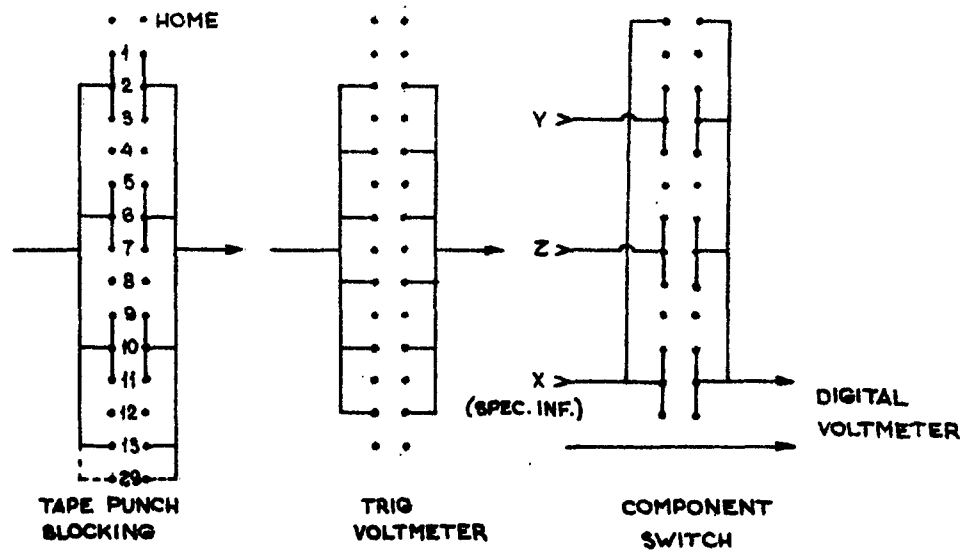 HOME
1
2
3
4
5
6
7
8
9
10
11
12
13
29
Y
Z
X
(SPEC. INF.)
DIGITAL
VOLTMETER
TAPE PUNCH
BLOCKING
TRIG
VOLTMETER
COMPONENT
SWITCH